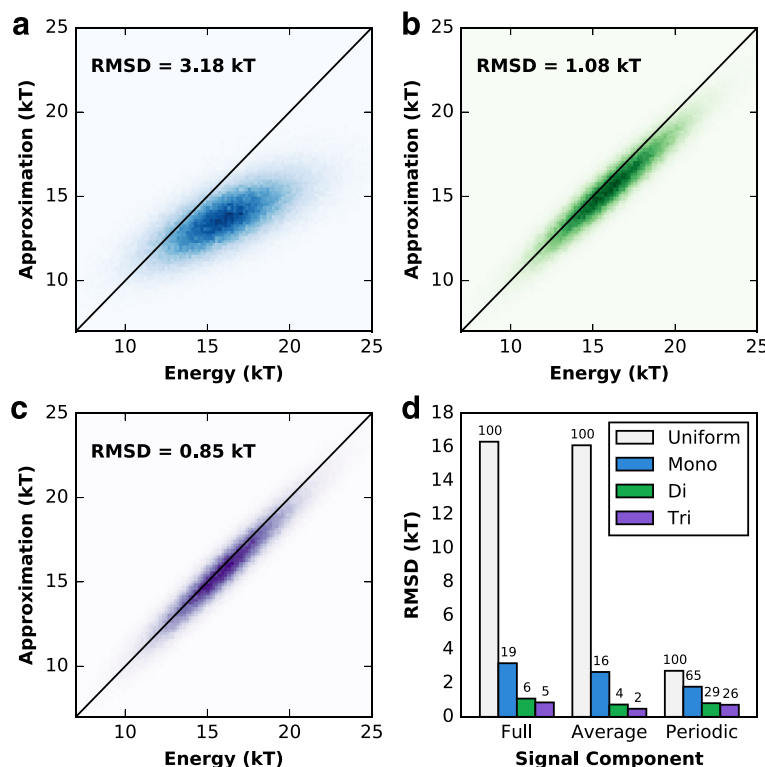 a
RMSD = 3.18 kT
25
20
15
10
10 15 20 25
Approximation (kT)
Energy (kT)
b
RMSD = 1.08 kT
25
20
15
10
10 15 20 25
Approximation (kT)
Energy (kT)
c
RMSD = 0.85 kT
25
20
15
10
10 15 20 25
Approximation (kT)
Energy (kT)
d
18
16
14
12
10
8
6
4
2
0
RMSD (kT)
Uniform
Mono
Di
Tri
100 19 6 5
100 16 4 2
100 65 29 26
Full Average Periodic
Signal Component